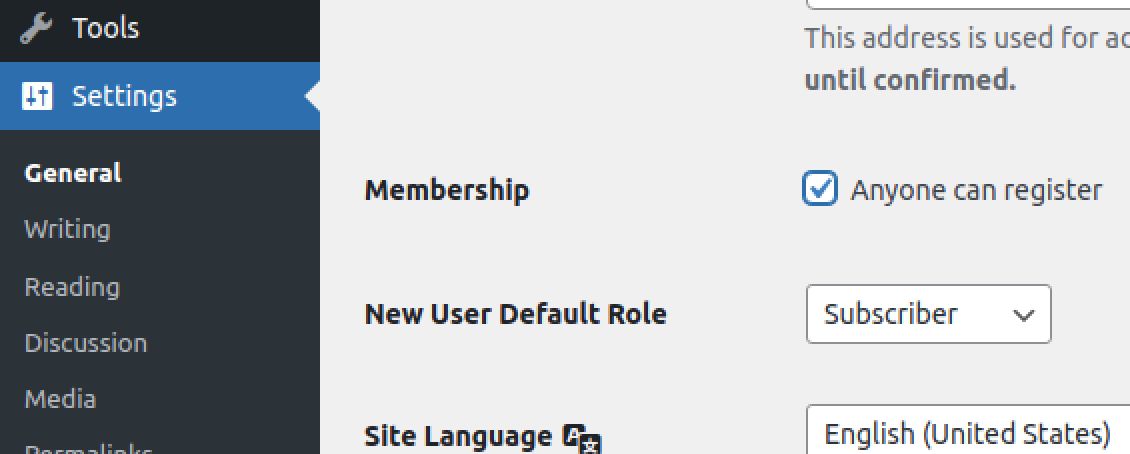 Tools
Settings
General
Writing
Reading
Discussion
Media
Permalinks
This address is used for
until confirmed.
Membership
Anyone can register
New User Default Role
Subscriber
Site Language
English (United States)